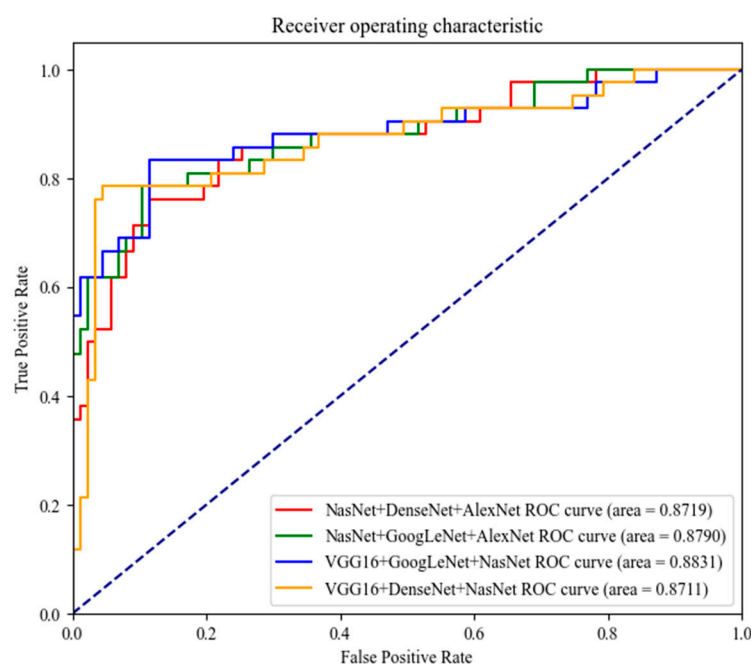 Receiver operating characteristic
1.0
0.8
0.6
0.4
0.2
0.0
True Positive Rate
NasNet+DenseNet+AlexNet ROC curve (area = 0.8719)
NasNet+GoogLeNet+AlexNet ROC curve (area = 0.8790)
VGG16+GoogLeNet+NasNet ROC curve (area = 0.8831)
VGG16+DenseNet+NasNet ROC curve (area = 0.8711)
0.0 0.2 0.4 0.6 0.8 1.0
False Positive Rate